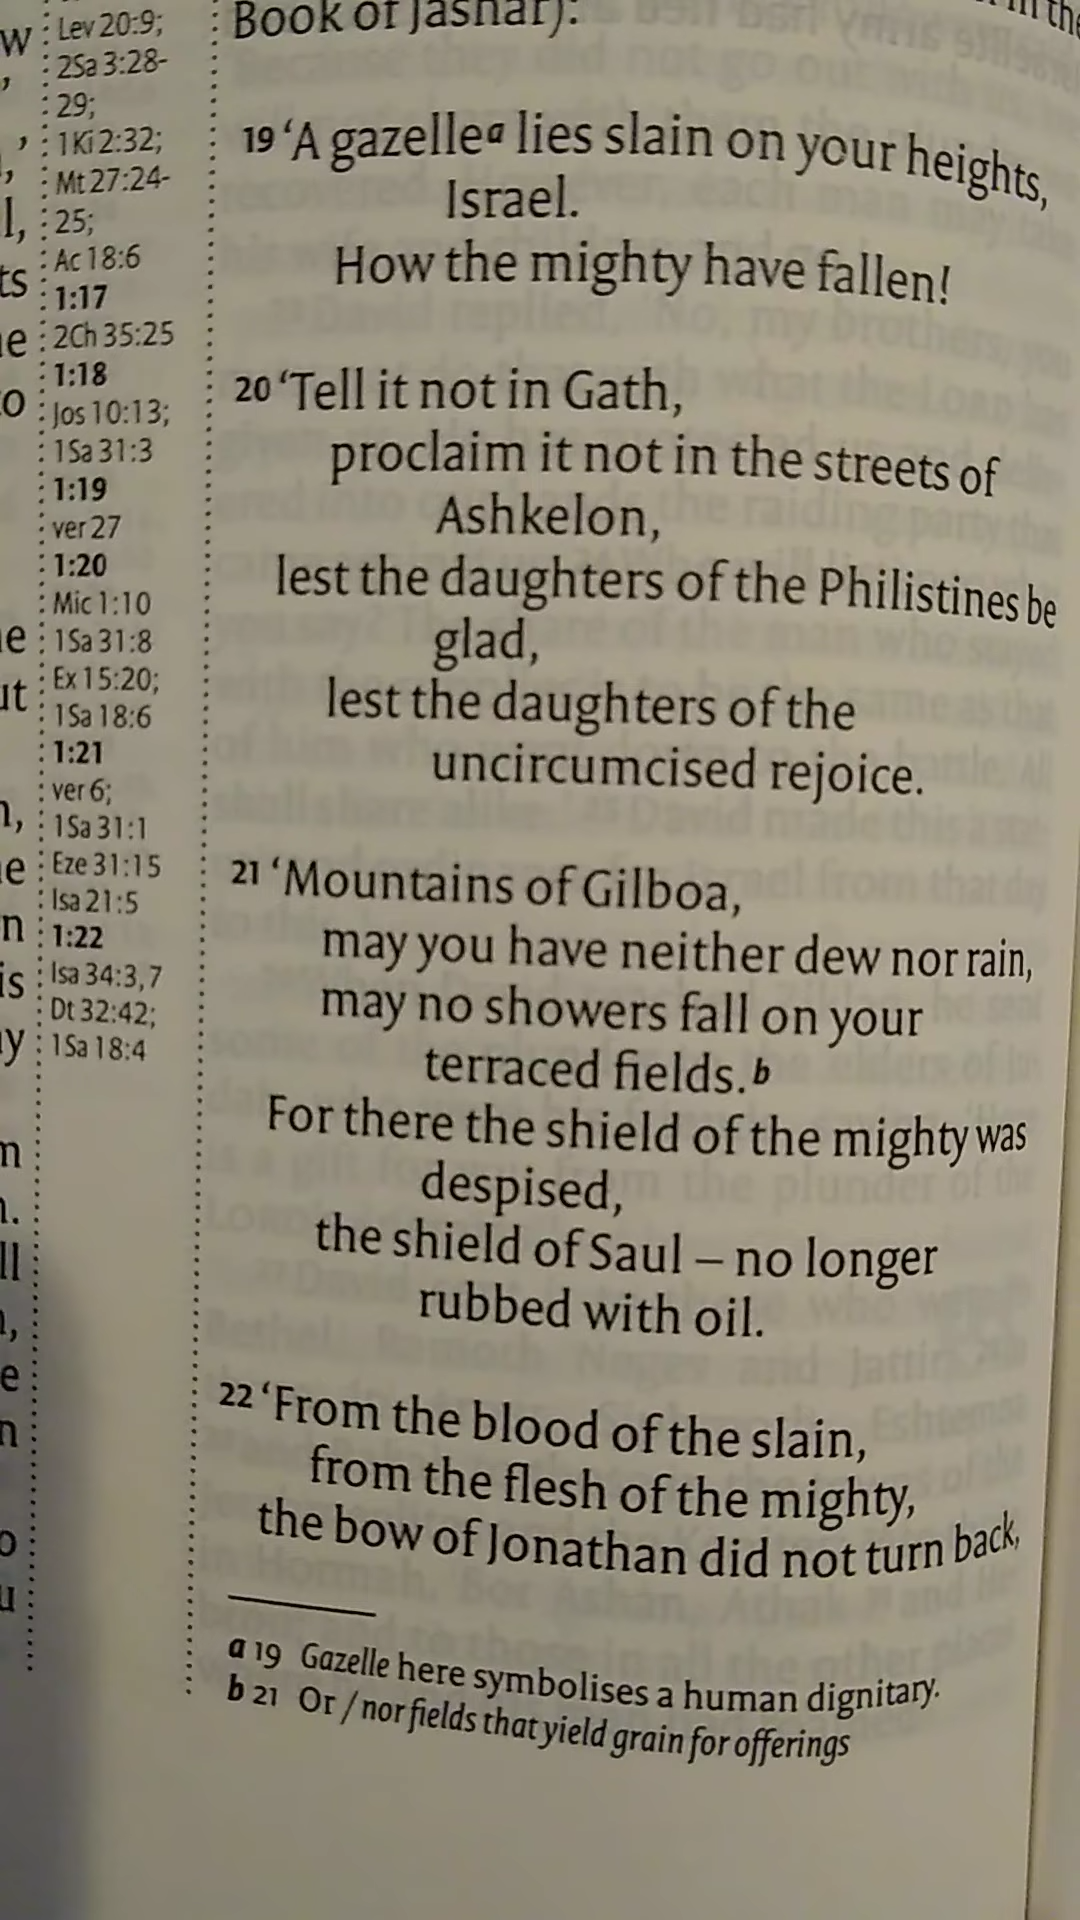 Lev 20:9;
2Sa 3:28-
29;
1Ki 2:32;
Mt 27:24-
25;
Ac 18:6
1:17
2Ch 35:25
1:18
Jos 10:13;
1Sa 31:3
1:19
ver 27
1:20
Mic 1:10
1Sa 31:8
Ex 15:20;
1Sa 18:6
1:21
ver 6;
1Sa 31:1
Eze 31:15
Isa 21:5
1:22
Isa 34:3,7
Dt 32:42;
1Sa 18:4
Book of Jashar):
19 ‘A gazelle a lies slain on your heights,
Israel.
How the mighty have fallen!
20 ‘Tell it not in Gath,
proclaim it not in the streets of
Ashkelon,
lest the daughters of the Philistines be
glad,
lest the daughters of the
uncircumcised rejoice.
21 ‘Mountains of Gilboa,
may you have neither dew nor rain,
may no showers fall on your
terraced fields. b
For there the shield of the mighty was
despised,
the shield of Saul – no longer
rubbed with oil.
22 ‘From the blood of the slain,
from the flesh of the mighty,
the bow of Jonathan did not turn back,
a 19 Gazelle here symbolises a human dignitary.
b 21 Or / nor fields that yield grain for offerings